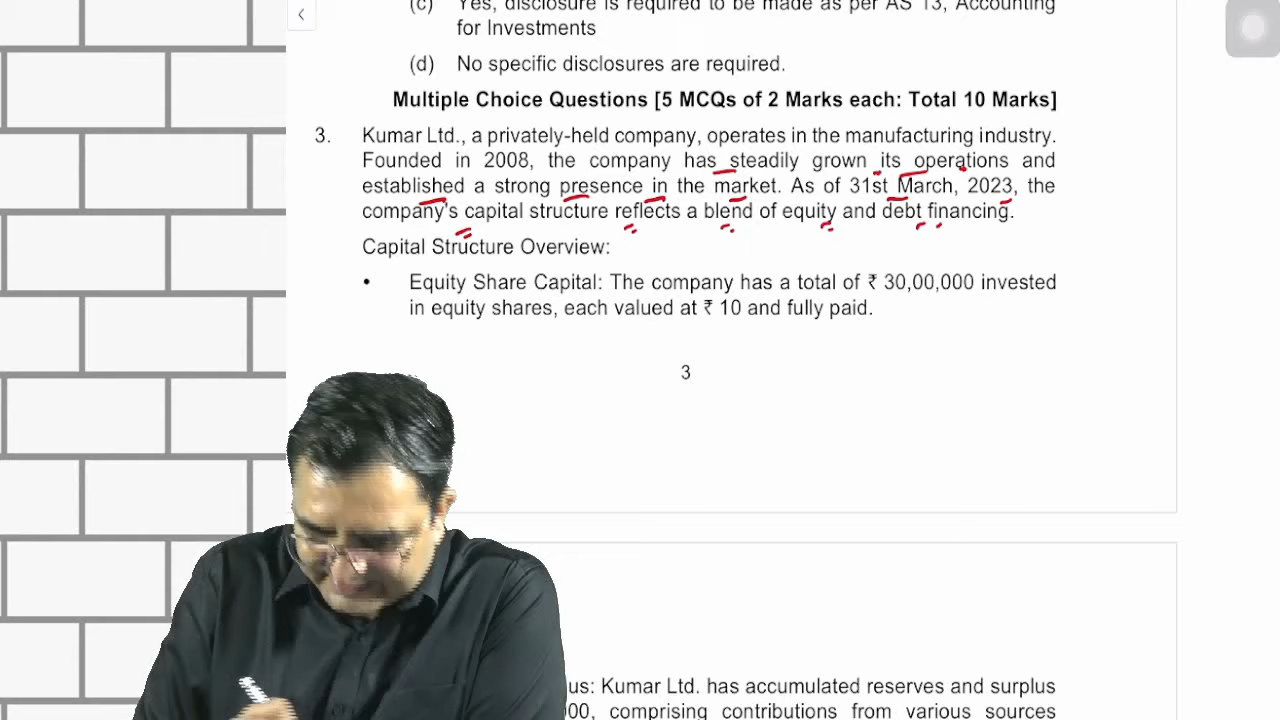 (c) Yes, disclosure is required to be made as per AS 13, Accounting
for Investments
(d) No specific disclosures are required.
Multiple Choice Questions [5 MCQs of 2 Marks each: Total 10 Marks]
3. Kumar Ltd., a privately-held company, operates in the manufacturing industry.
Founded in 2008, the company has steadily grown its operations and
established a strong presence in the market. As of 31st March, 2023, the
company's capital structure reflects a blend of equity and debt financing.
Capital Structure Overview:
• Equity Share Capital: The company has a total of ₹ 30,00,000 invested
in equity shares, each valued at ₹ 10 and fully paid.
3
us: Kumar Ltd. has accumulated reserves and surplus
00, comprising contributions from various sources